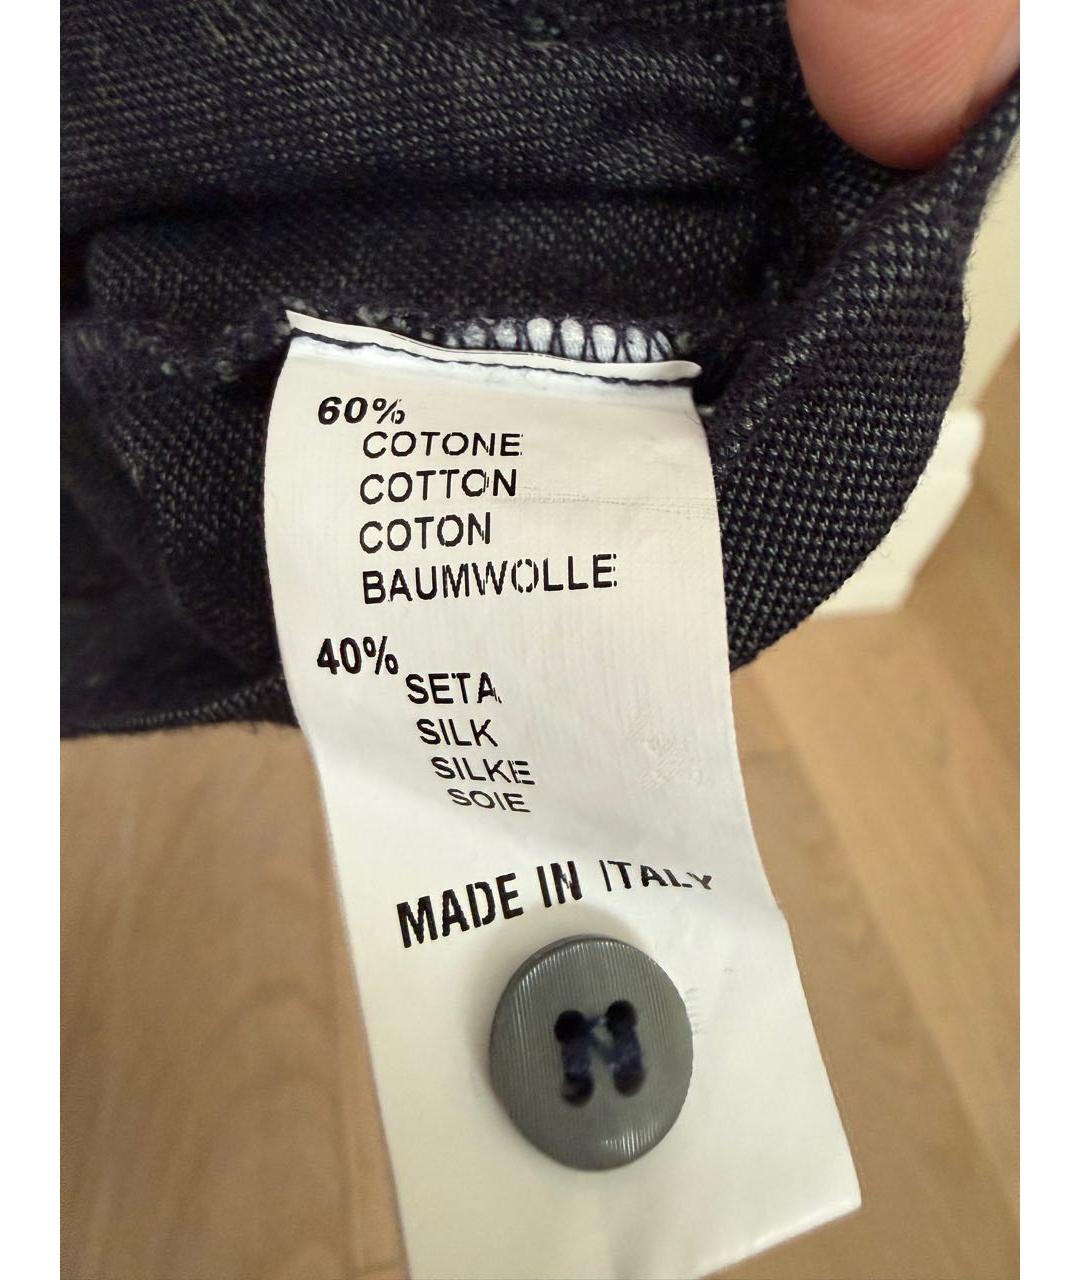 60%
COTONE
COTTON
COTON
BAUMWOLLE
40%
SETA
SILK
SILKE
SOIE
MADE IN ITALY